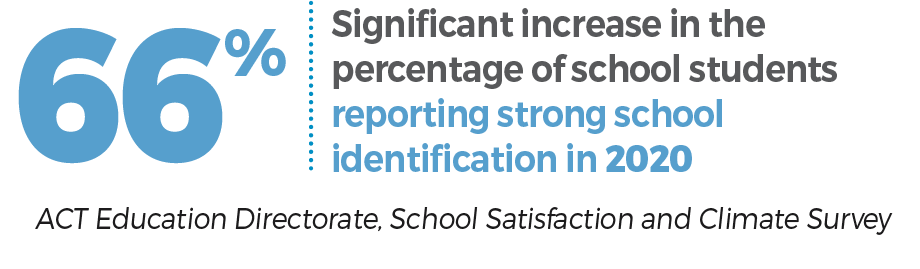 66%
Significant increase in the
percentage of school students
reporting strong school
identification in 2020
ACT Education Directorate, School Satisfaction and Climate Survey